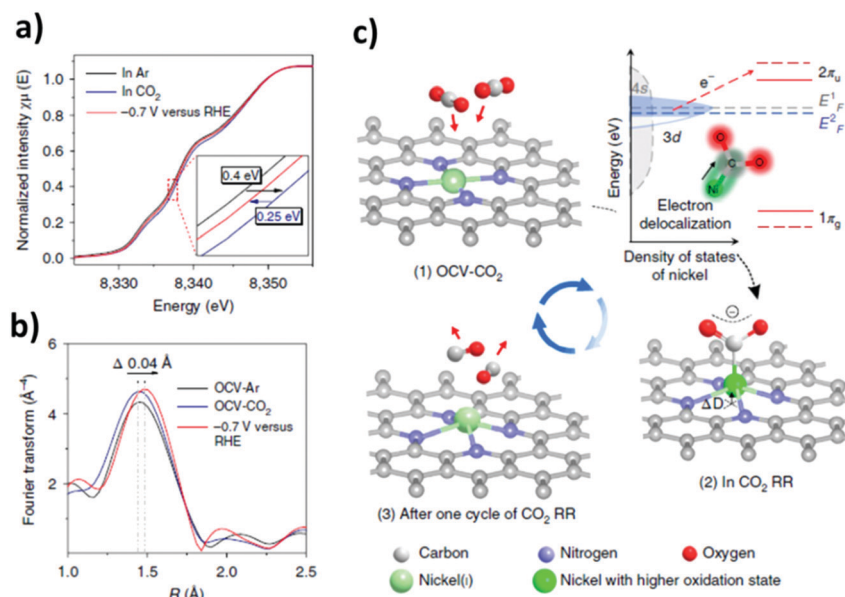 a)
Normalized intensity χμ (E)
1.0
0.8
0.6
0.4
0.2
0.0
In Ar
In CO₂
−0.7 V versus RHE
0.4 eV
0.25 eV
8,330
8,340
8,350
Energy (eV)
b)
Fourier transform (Å⁻⁴)
6
4
2
Δ 0.04 Å
OCV-Ar
OCV-CO₂
−0.7 V versus
RHE
1.0
1.5
2.0
2.5
R (Å)
c)
(1) OCV-CO₂
Energy (eV)
4s
3d
e⁻
2πᵤ
E¹F
E²F
O
C
O
Ni
Electron
delocalization
1πg
Density of states
of nickel
⊖
ΔD
(2) In CO₂ RR
(3) After one cycle of CO₂ RR
Carbon
Nitrogen
Oxygen
Nickel(I)
Nickel with higher oxidation state